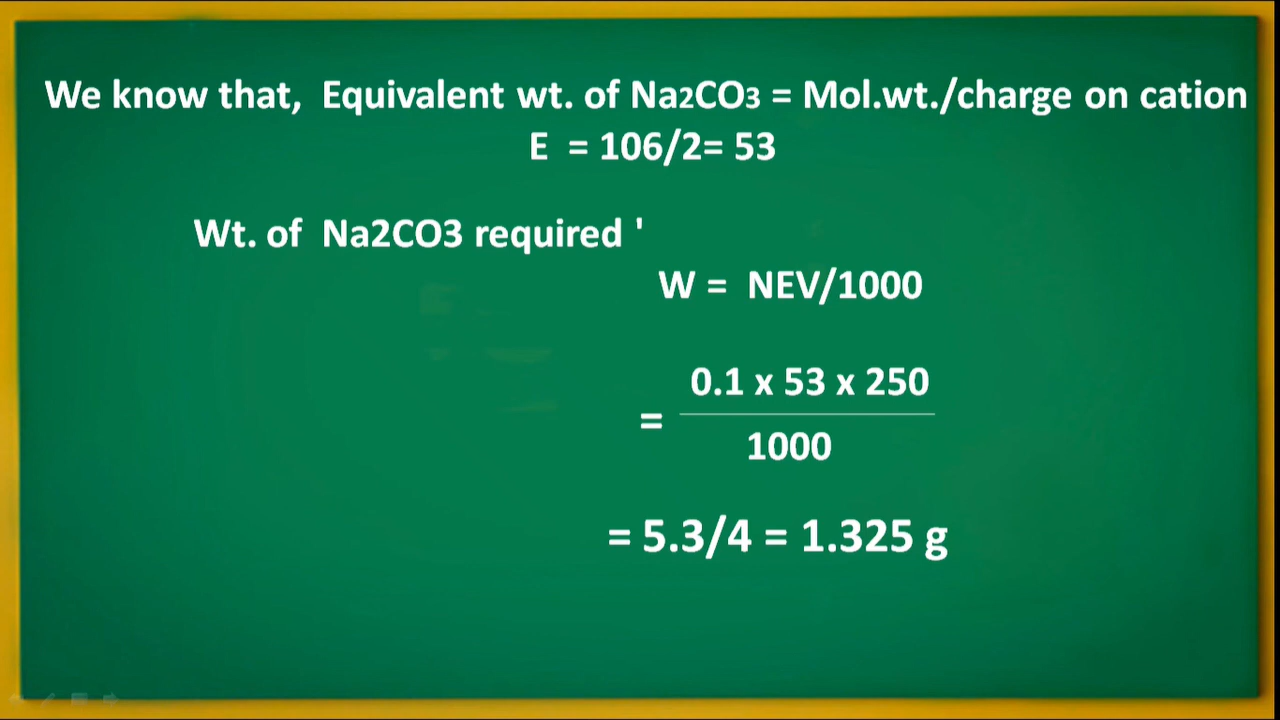 We know that, Equivalent wt. of Na2CO3 = Mol.wt./charge on cation
E = 106/2= 53
Wt. of Na2CO3 required '
W = NEV/1000
0.1 x 53 x 250
=
1000
= 5.3/4 = 1.325 g